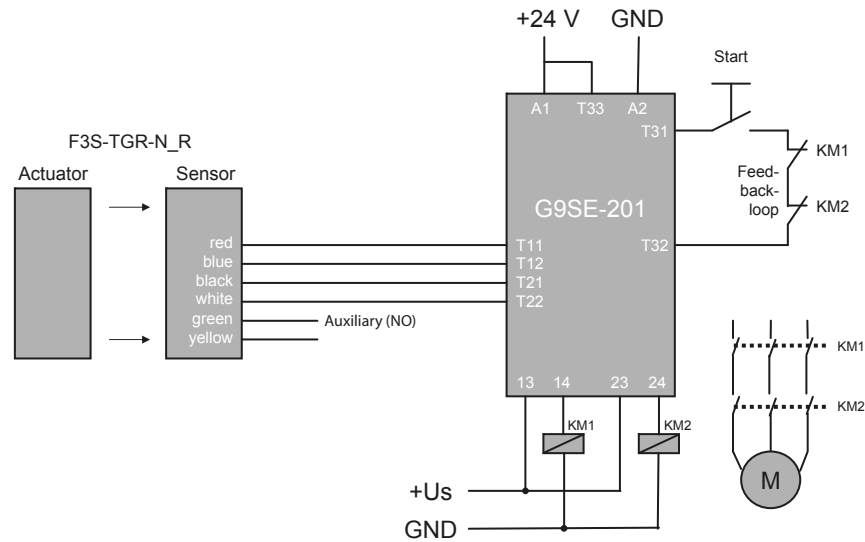 +24 V GND
Start
A1 T33 A2
T31
F3S-TGR-N_R
Actuator Sensor
KM1
Feed-
back-
loop
KM2
G9SE-201
red T11 T32
blue T12
black T21
white T22
green Auxiliary (NO)
yellow
KM1
13 14 23 24
KM2
KM1 KM2
M
+Us
GND